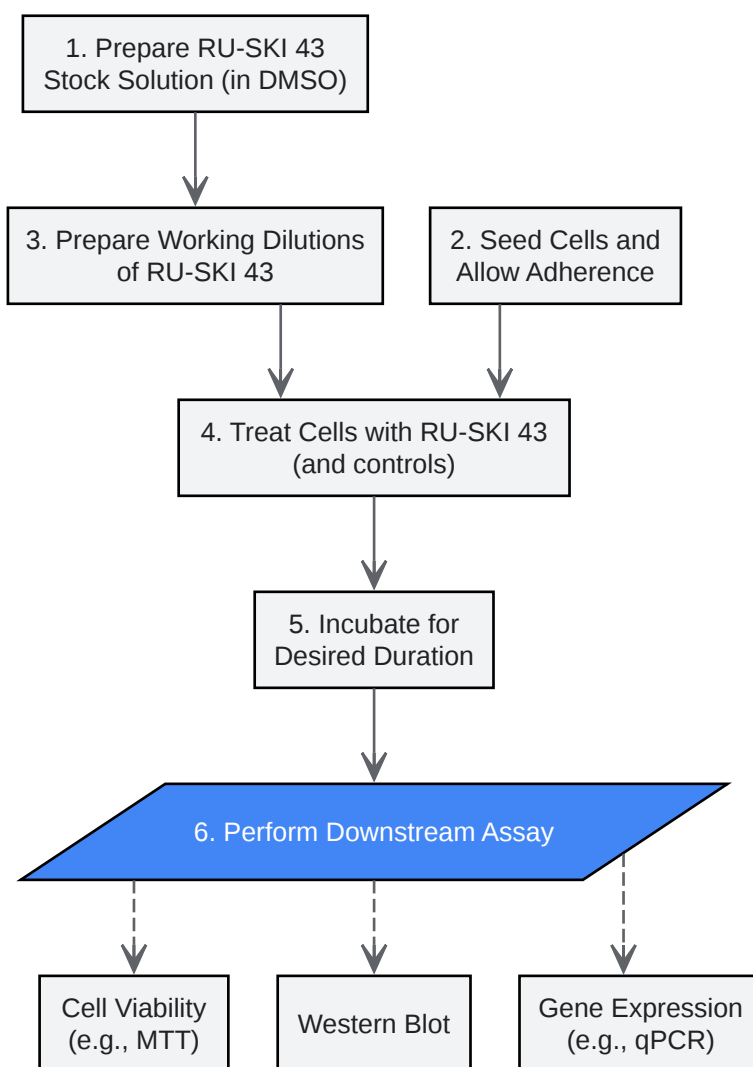 1. Prepare RU-SKI 43
Stock Solution (in DMSO)
3. Prepare Working Dilutions
of RU-SKI 43
2. Seed Cells and
Allow Adherence
4. Treat Cells with RU-SKI 43
(and controls)
5. Incubate for
Desired Duration
6. Perform Downstream Assay
Cell Viability
(e.g., MTT)
Western Blot
Gene Expression
(e.g., qPCR)